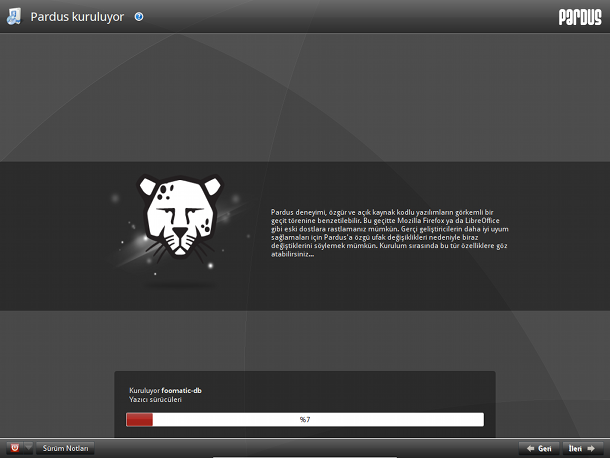 Pardus kuruluyor
PARDUS
Pardus deneyimi, özgür ve açık kaynak kodlu yazılımların görkemli bir
geçit törenine benzetilebilir. Bu geçitte Mozilla Firefox ya da LibreOffice
gibi eski dostlara rastlamanız mümkün. Gerçi geliştiricilerin daha iyi uyum
sağlamaları için Pardus'a özgü ufak değişiklikleri nedeniyle biraz
değiştiklerini söylemek mümkün. Kurulum sırasında bu tür özelliklere göz
atabilirsiniz...
Kuruluyor foomatic-db
Yazıcı sürücüleri
%7
Sürüm Notları
Geri
İleri